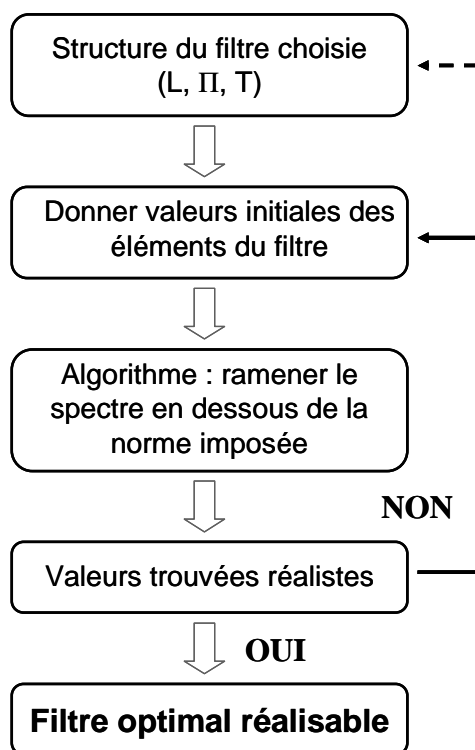 Structure du filtre choisie
(L, Π, T)
Donner valeurs initiales des
éléments du filtre
Algorithme : ramener le
spectre en dessous de la
norme imposée
NON
Valeurs trouvées réalistes
OUI
Filtre optimal réalisable